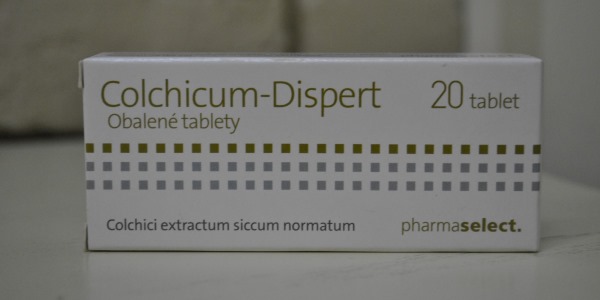 Colchicum-Dispert 20 tablet
Obalené tablety
Colchici extractum siccum normatum pharmaselect.